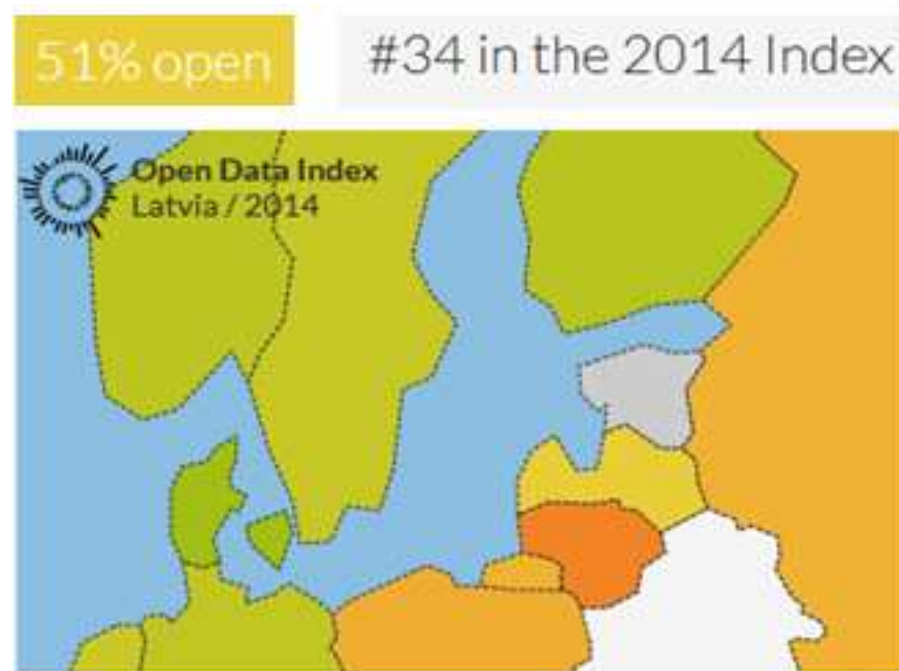 51% open
#34 in the 2014 Index
Open Data Index
Latvia / 2014